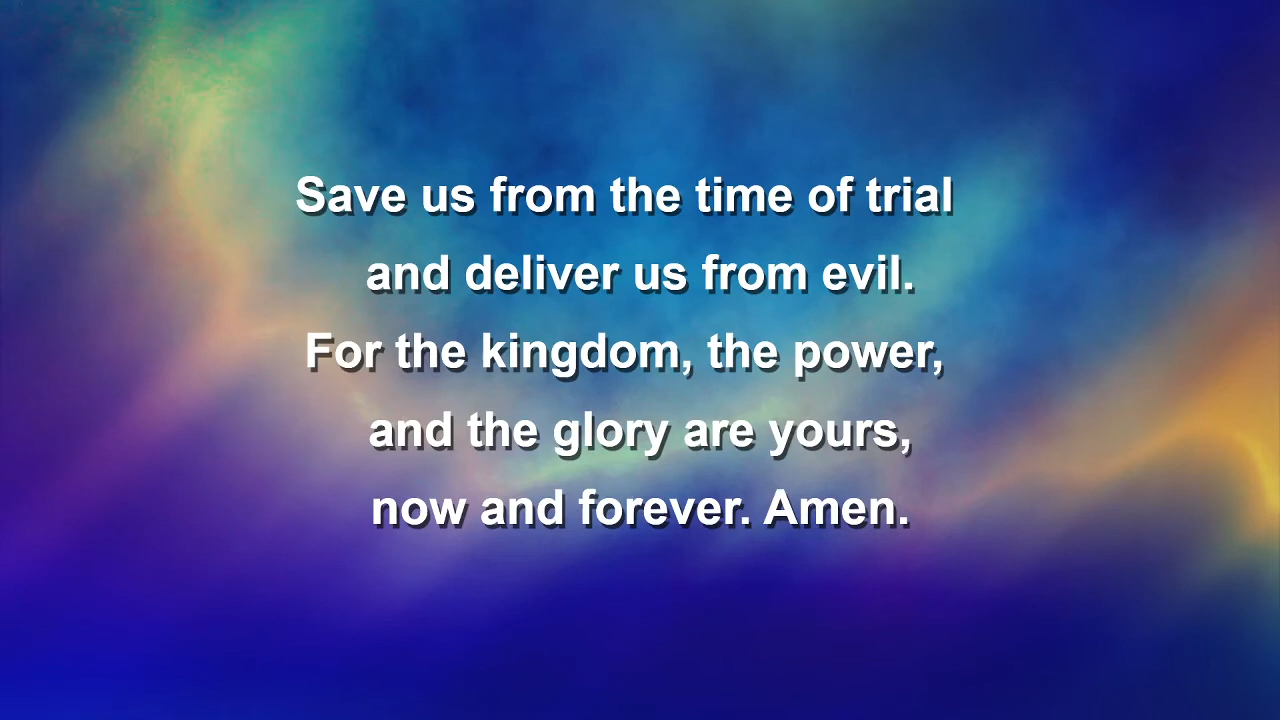 Save us from the time of trial
and deliver us from evil.
For the kingdom, the power,
and the glory are yours,
now and forever. Amen.